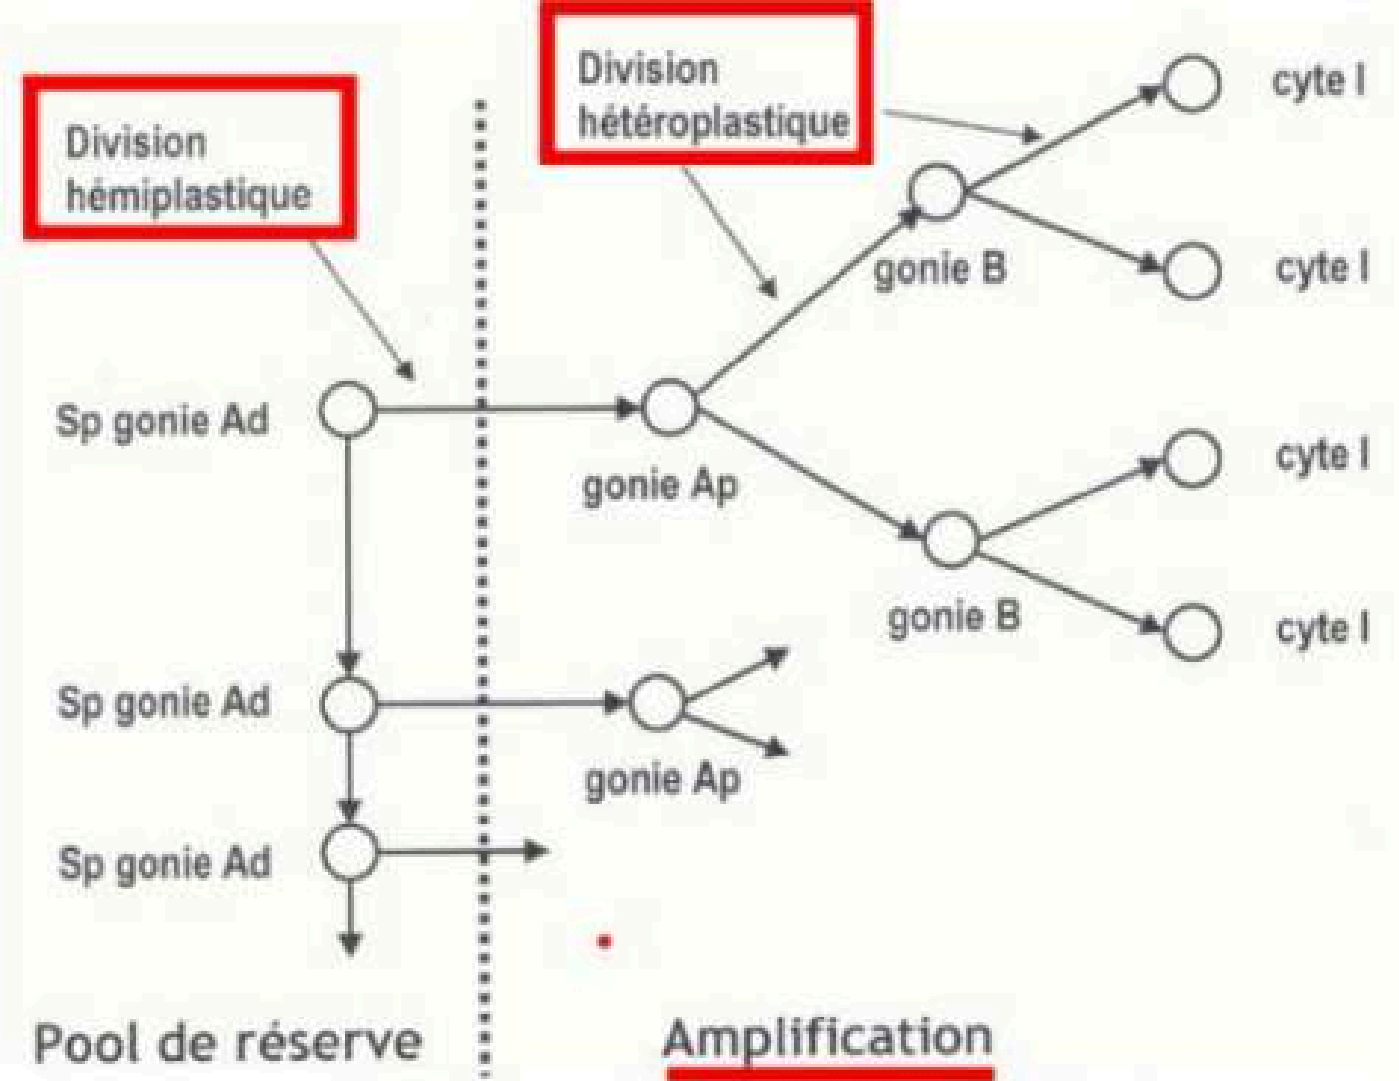 Division
hétéroplastique
cyte I
Division
hémiplastique
gonie B
cyte I
Sp gonie Ad
gonie Ap
cyte I
gonie B
cyte I
Sp gonie Ad
gonie Ap
Sp gonie Ad
Pool de réserve
Amplification